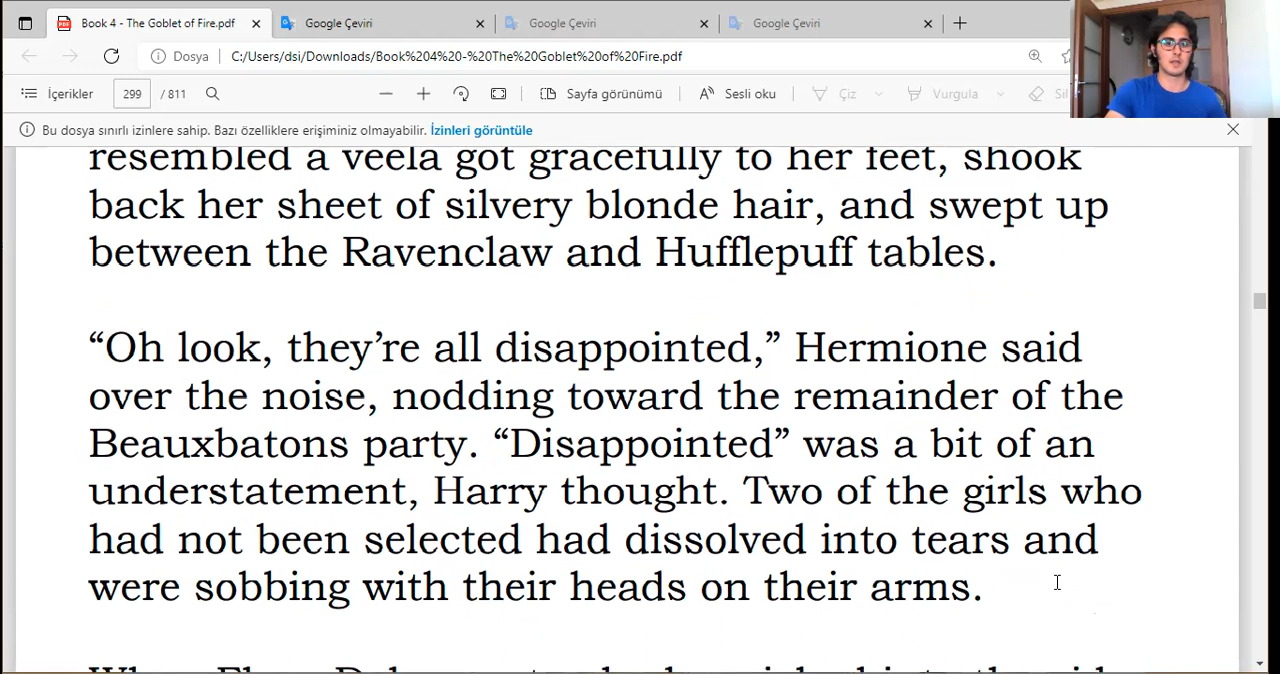 Book 4 - The Goblet of Fire.pdf
Google Çeviri
Google Çeviri
Google Çeviri
Dosya
C:/Users/dsi/Downloads/Book%204%20-%20The%20Goblet%20of%20Fire.pdf
İçerikler
299 / 811
Sayfa görünümü
Sesli oku
Çiz
Vurgula
Bu dosya sınırlı izinlere sahip. Bazı özelliklere erişiminiz olmayabilir. İzinleri görüntüle
resembled a veela got gracefully to her feet, shook
back her sheet of silvery blonde hair, and swept up
between the Ravenclaw and Hufflepuff tables.
“Oh look, they’re all disappointed,” Hermione said
over the noise, nodding toward the remainder of the
Beauxbatons party. “Disappointed” was a bit of an
understatement, Harry thought. Two of the girls who
had not been selected had dissolved into tears and
were sobbing with their heads on their arms.